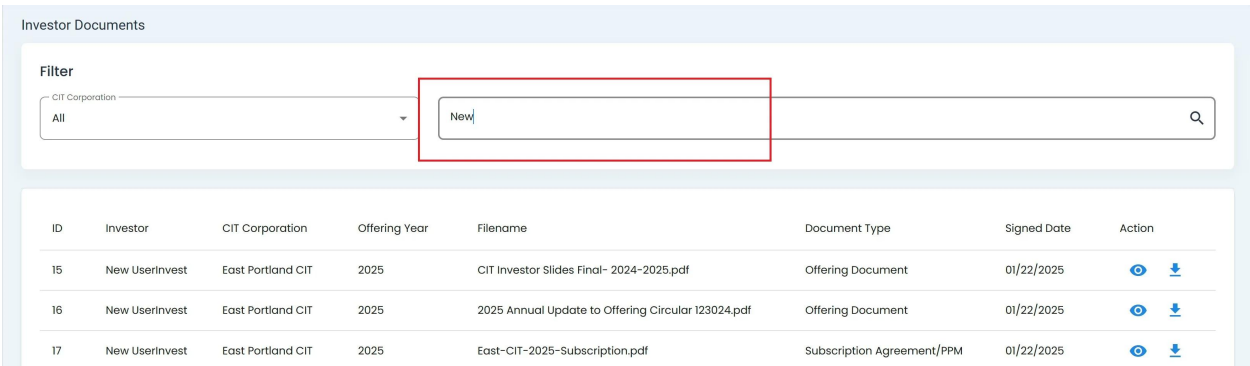 Investor Documents
Filter
CIT Corporation
All
New
ID Investor CIT Corporation Offering Year Filename Document Type Signed Date Action
15 New UserInvest East Portland CIT 2025 CIT Investor Slides Final- 2024-2025.pdf Offering Document 01/22/2025
16 New UserInvest East Portland CIT 2025 2025 Annual Update to Offering Circular 123024.pdf Offering Document 01/22/2025
17 New UserInvest East Portland CIT 2025 East-CIT-2025-Subscription.pdf Subscription Agreement/PPM 01/22/2025